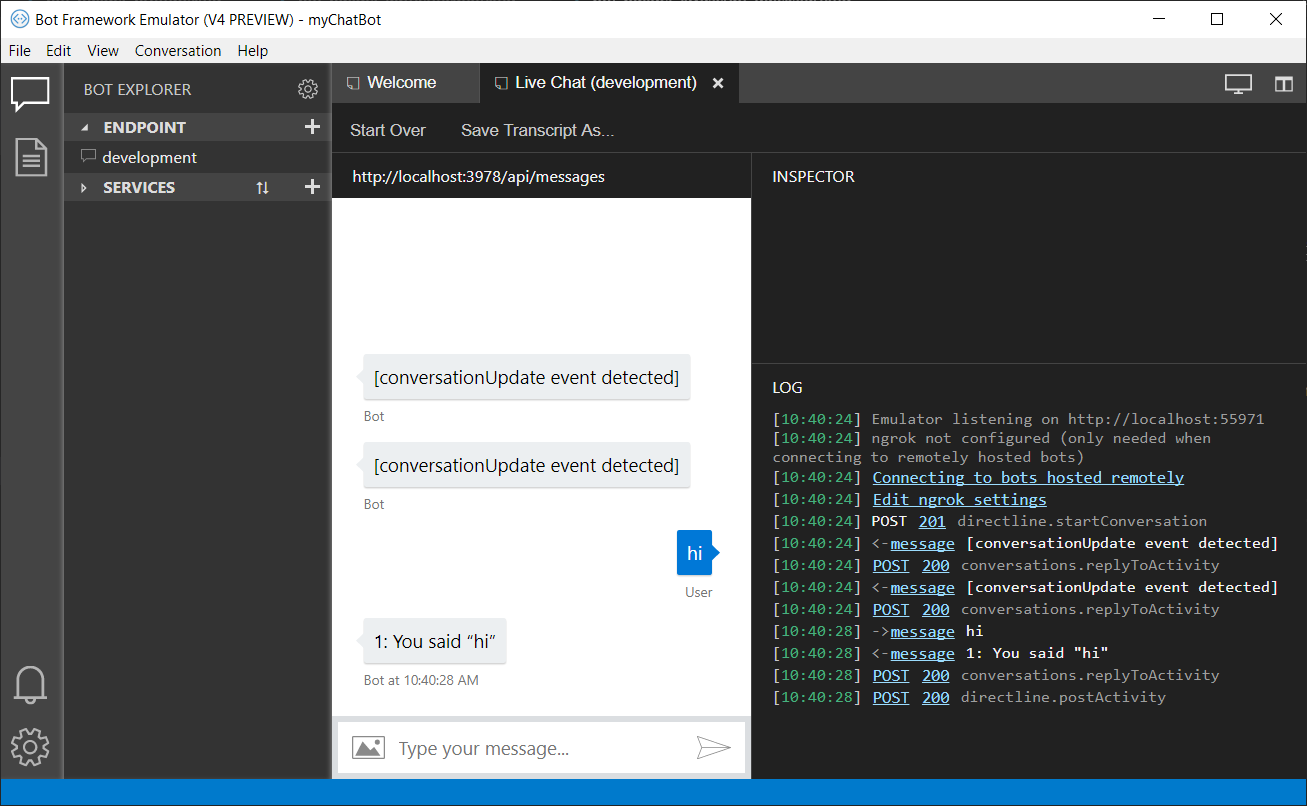 Bot Framework Emulator (V4 PREVIEW) - myChatBot
File Edit View Conversation Help
BOT EXPLORER
ENDPOINT
development
SERVICES
Welcome
Live Chat (development)
Start Over
Save Transcript As...
http://localhost:3978/api/messages
[conversationUpdate event detected]
Bot
[conversationUpdate event detected]
Bot
hi
User
1: You said “hi”
Bot at 10:40:28 AM
Type your message...
INSPECTOR
LOG
[10:40:24] Emulator listening on http://localhost:55971
[10:40:24] ngrok not configured (only needed when
connecting to remotely hosted bots)
[10:40:24] Connecting to bots hosted remotely
[10:40:24] Edit ngrok settings
[10:40:24] POST 201 directline.startConversation
[10:40:24] <-message [conversationUpdate event detected]
[10:40:24] POST 200 conversations.replyToActivity
[10:40:24] <-message [conversationUpdate event detected]
[10:40:24] POST 200 conversations.replyToActivity
[10:40:28] ->message hi
[10:40:28] <-message 1: You said "hi"
[10:40:28] POST 200 conversations.replyToActivity
[10:40:28] POST 200 directline.postActivity